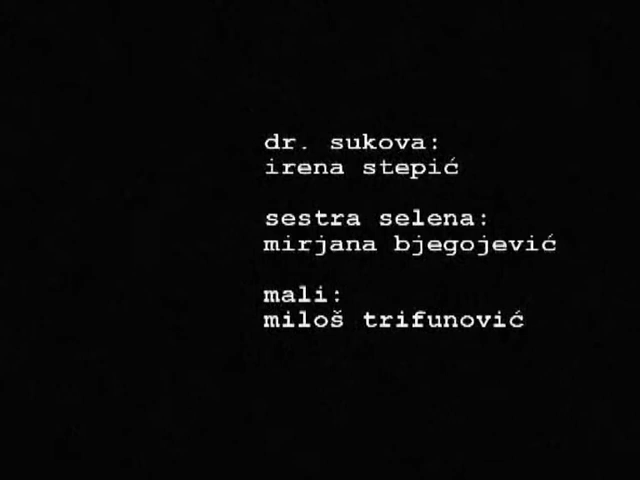 dr. sukova:
irena stepić
sestra selena:
mirjana bjegojević
mali:
miloš trifunović